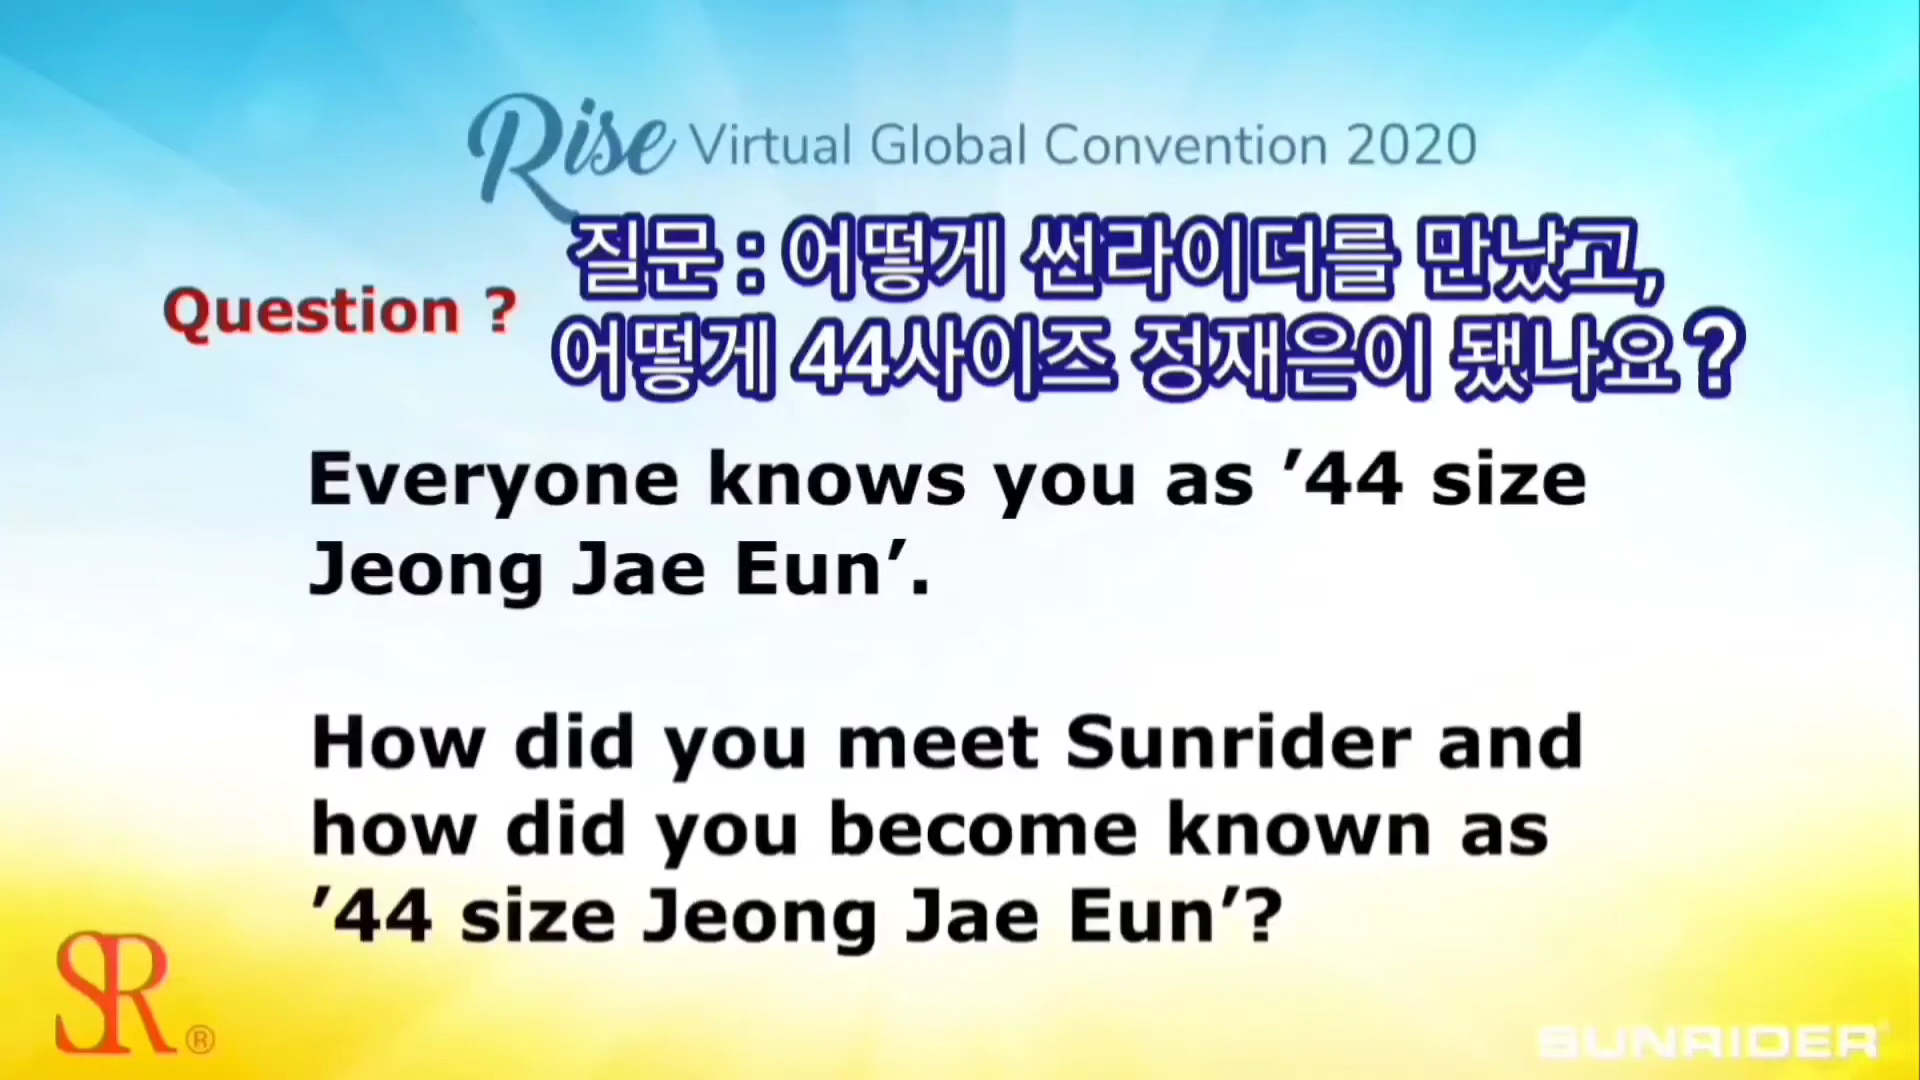 Rise Virtual Global Convention 2020
질문 : 어떻게 썬라이더를 만났고,
Question ?
어떻게 44사이즈 정재은이 됐나요?
Everyone knows you as ’44 size
Jeong Jae Eun’.
How did you meet Sunrider and
how did you become known as
’44 size Jeong Jae Eun’?
SR®
SUNRIDER